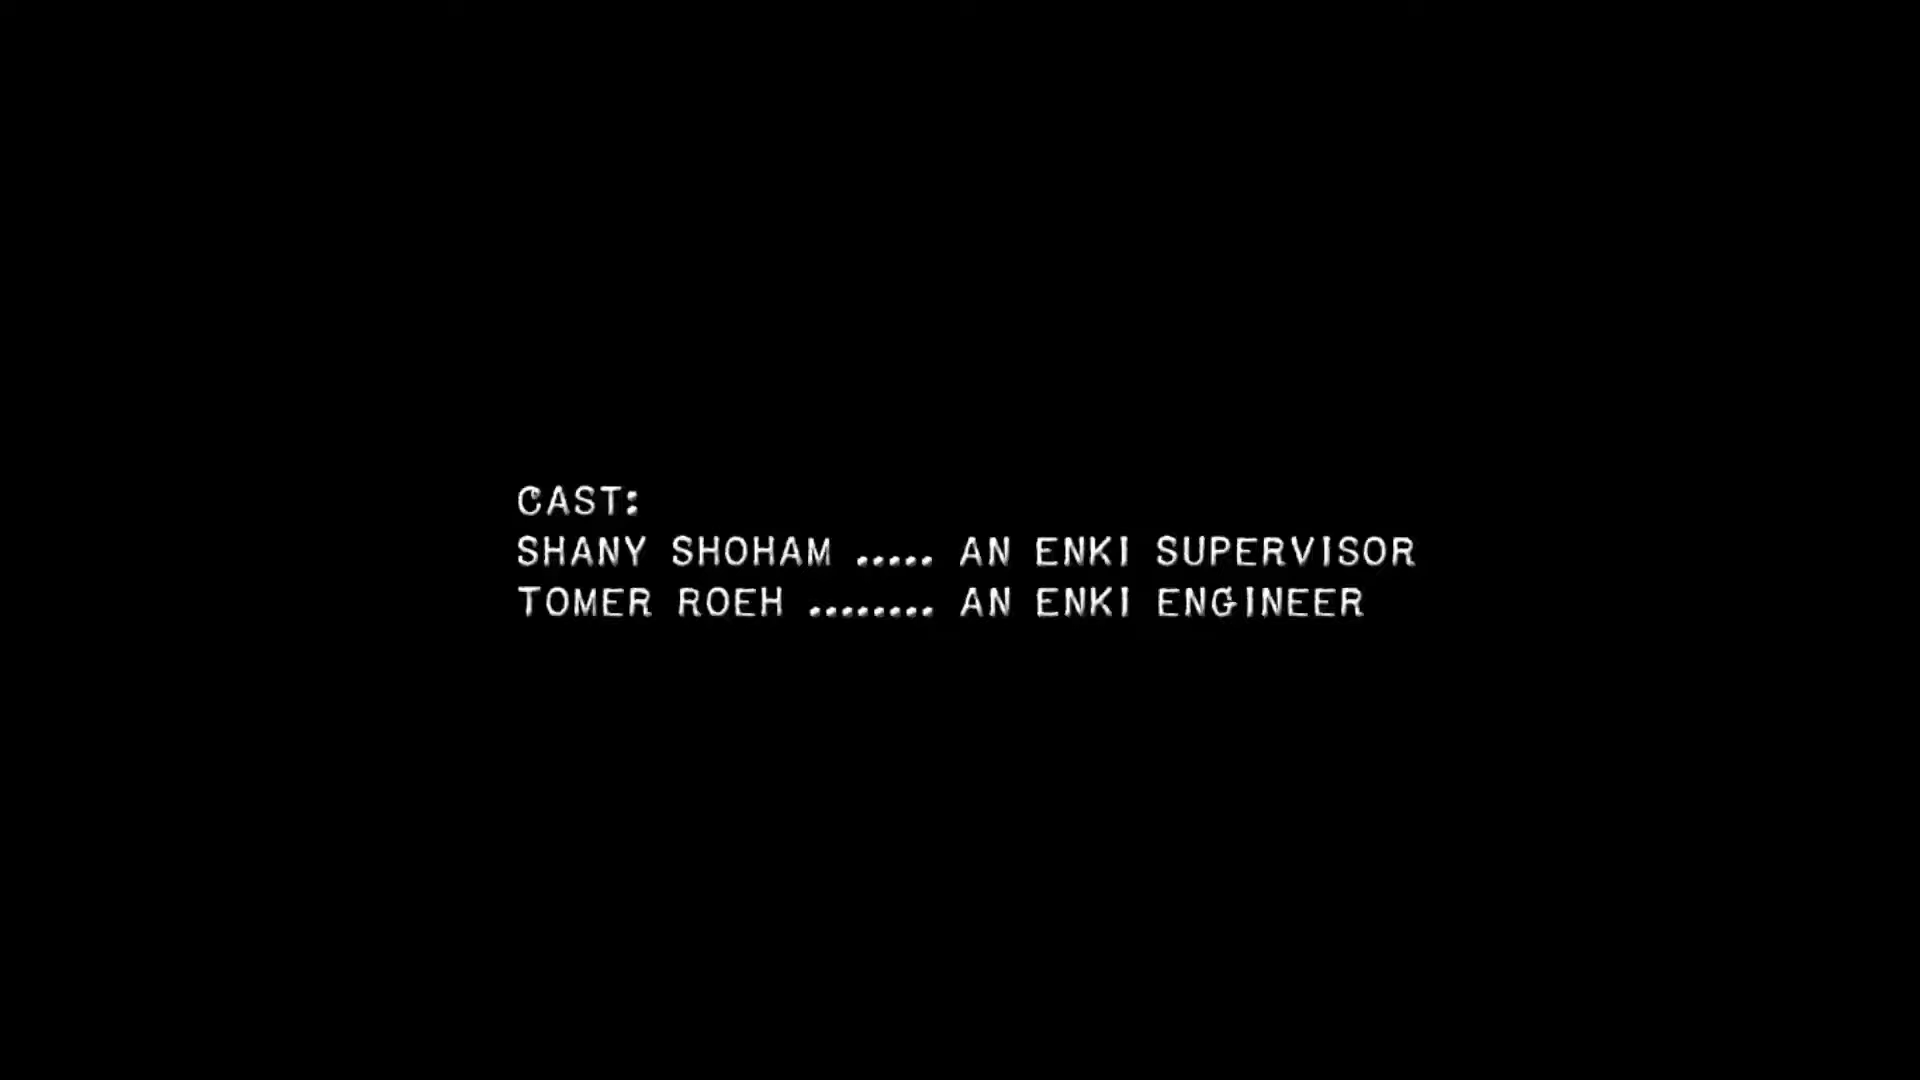 CAST:
SHANY SHOHAM ..... AN ENKI SUPERVISOR
TOMER ROEH ........ AN ENKI ENGINEER